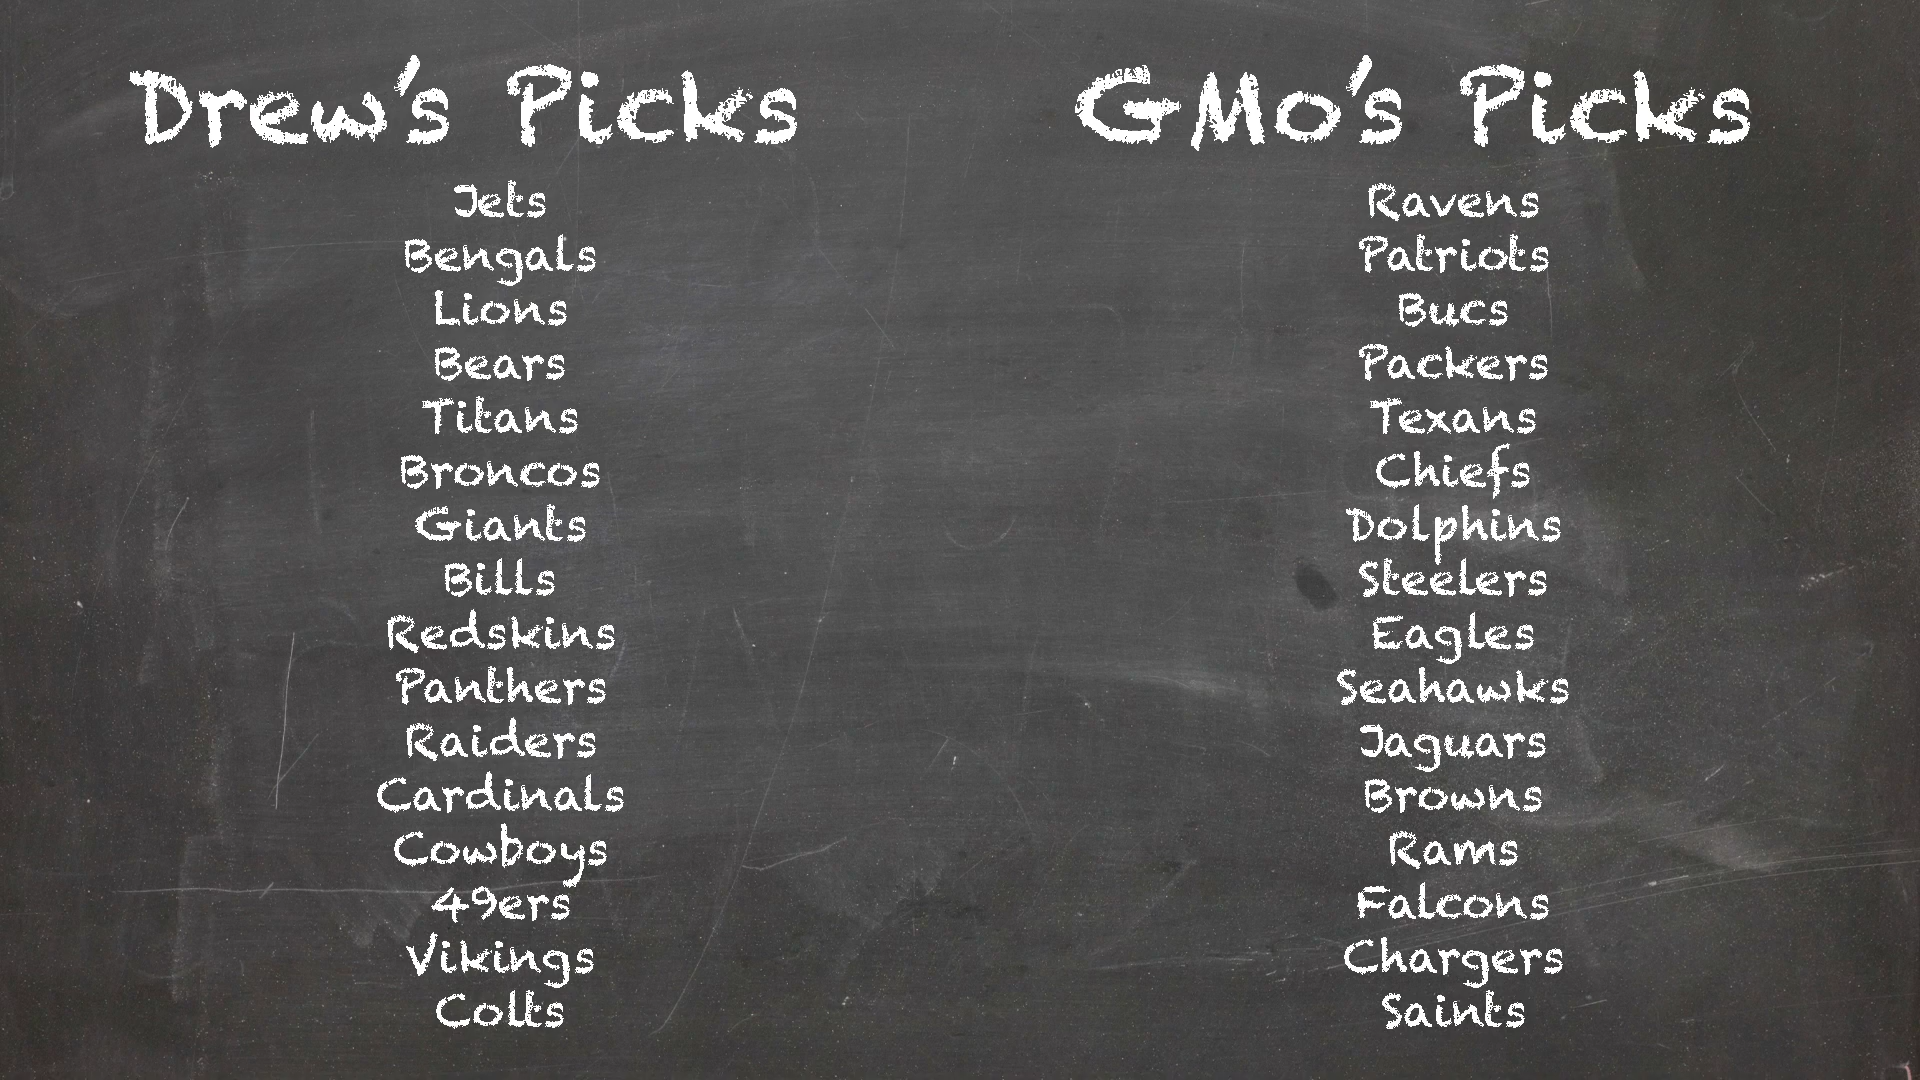 Drew's Picks
Jets
Bengals
Lions
Bears
Titans
Broncos
Giants
Bills
Redskins
Panthers
Raiders
Cardinals
Cowboys
49ers
Vikings
Colts
GMo's Picks
Ravens
Patriots
Bucs
Packers
Texans
Chiefs
Dolphins
Steelers
Eagles
Seahawks
Jaguars
Browns
Rams
Falcons
Chargers
Saints